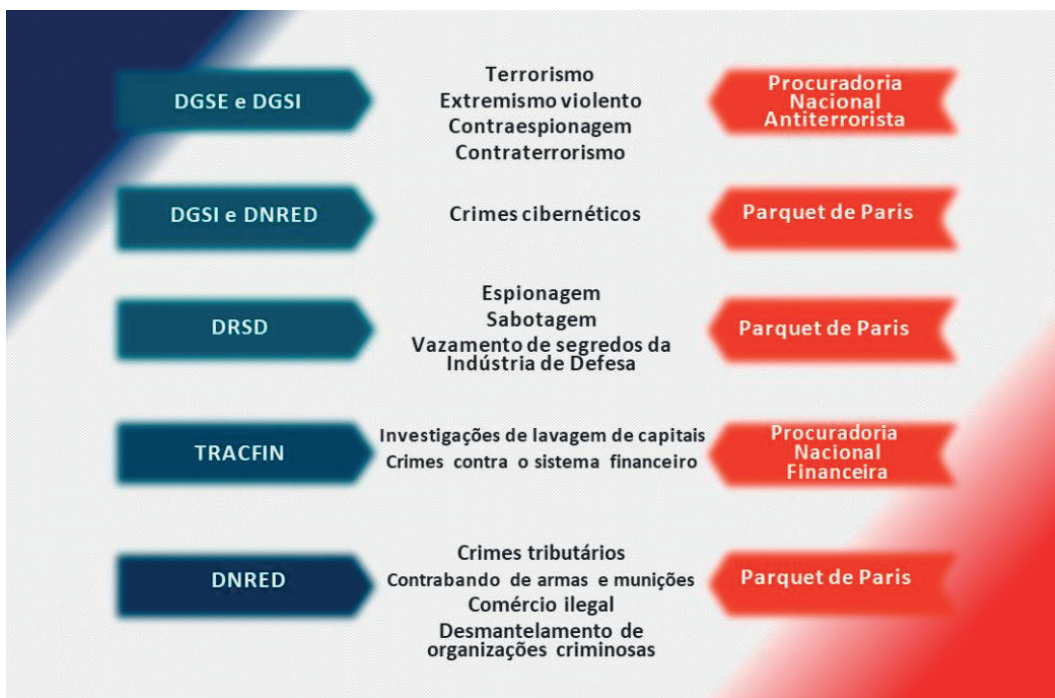 DGSE e DGSI
Terrorismo
Extremismo violento
Contraespionagem
Contraterrorismo
Procuradoria
Nacional
Antiterrorista
DGSI e DNRED
Crimes cibernéticos
Parquet de Paris
DRSD
Espionagem
Sabotagem
Vazamento de segredos da
Indústria de Defesa
Parquet de Paris
TRACFIN
Investigações de lavagem de capitais
Crimes contra o sistema financeiro
Procuradoria
Nacional
Financeira
DNRED
Crimes tributários
Contrabando de armas e munições
Comércio ilegal
Desmantelamento de
organizações criminosas
Parquet de Paris